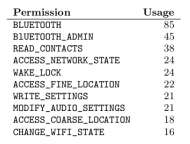 Permission Usage
BLUETOOTH 85
BlUETOOTH_ADMIN 45
READ_CONTACTS 38
ACCESS_NETWORK_STATE 24
WAKE_LOCK 24
ACCESS_FINE_LOCATION 22
WRITE_SETTINGS 21
MODIFY_AUDIO_SETTINGS 21
ACCESS_COARSE_LOCATION 18
CHANGE_WIFI_STATE 16